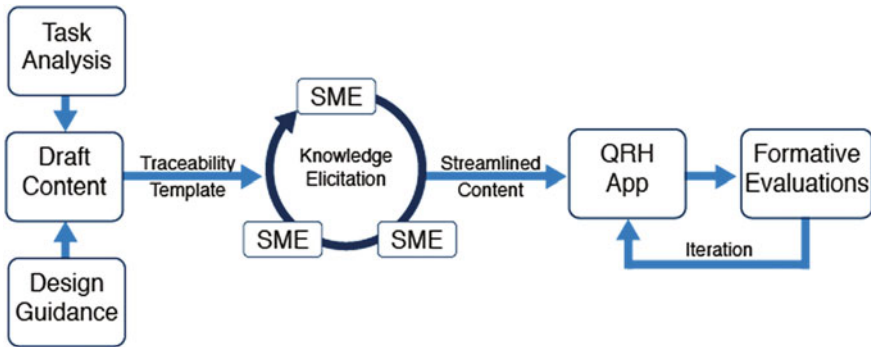 Task
Analysis
Draft
Content
Design
Guidance
Traceability
Template
SME
Knowledge
Elicitation
SME
SME
Streamlined
Content
QRH
App
Formative
Evaluations
Iteration